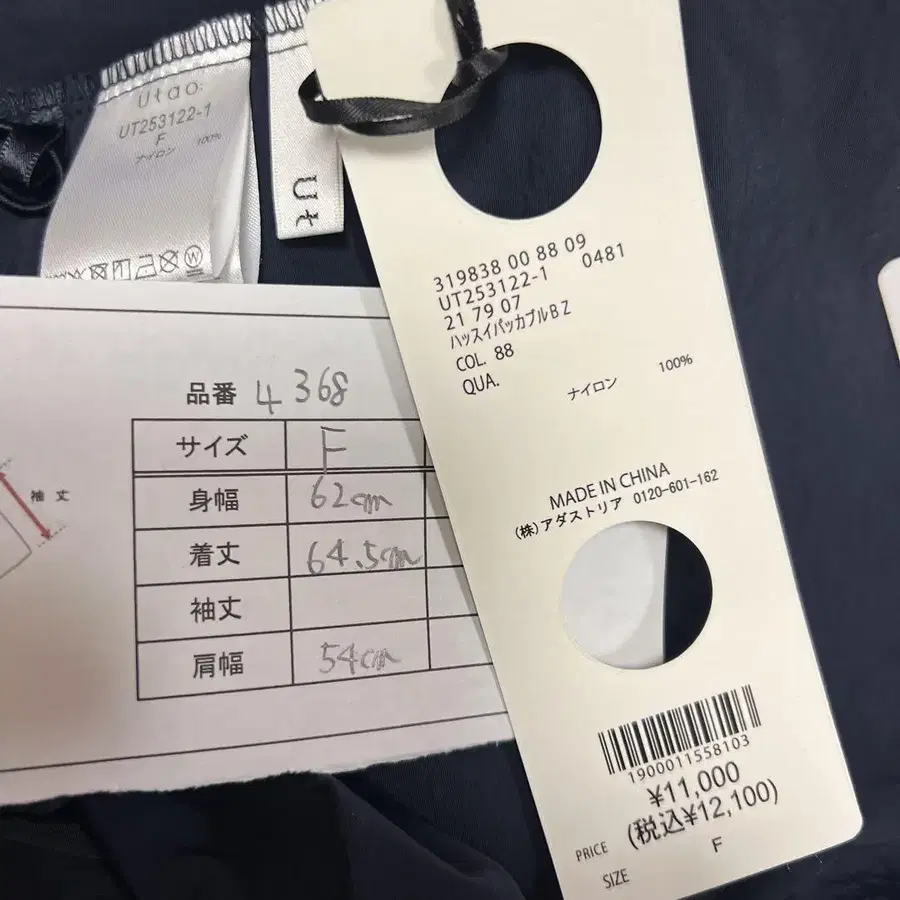 utao:
UT253122-1
F
ナイロン 100%
W
Ut
319838 00 88 09
UT253122-1 0481
21 79 07
ハッスイパッカブルBZ
COL. 88
QUA.
ナイロン 100%
MADE IN CHINA
(株)アダストリア 0120-601-162
1900011558103
¥11,000
PRICE (税込¥12,100)
SIZE F
品番 4368
サイズ F
身幅 62cm
着丈 64.5cm
袖丈
肩幅 54cm
袖丈